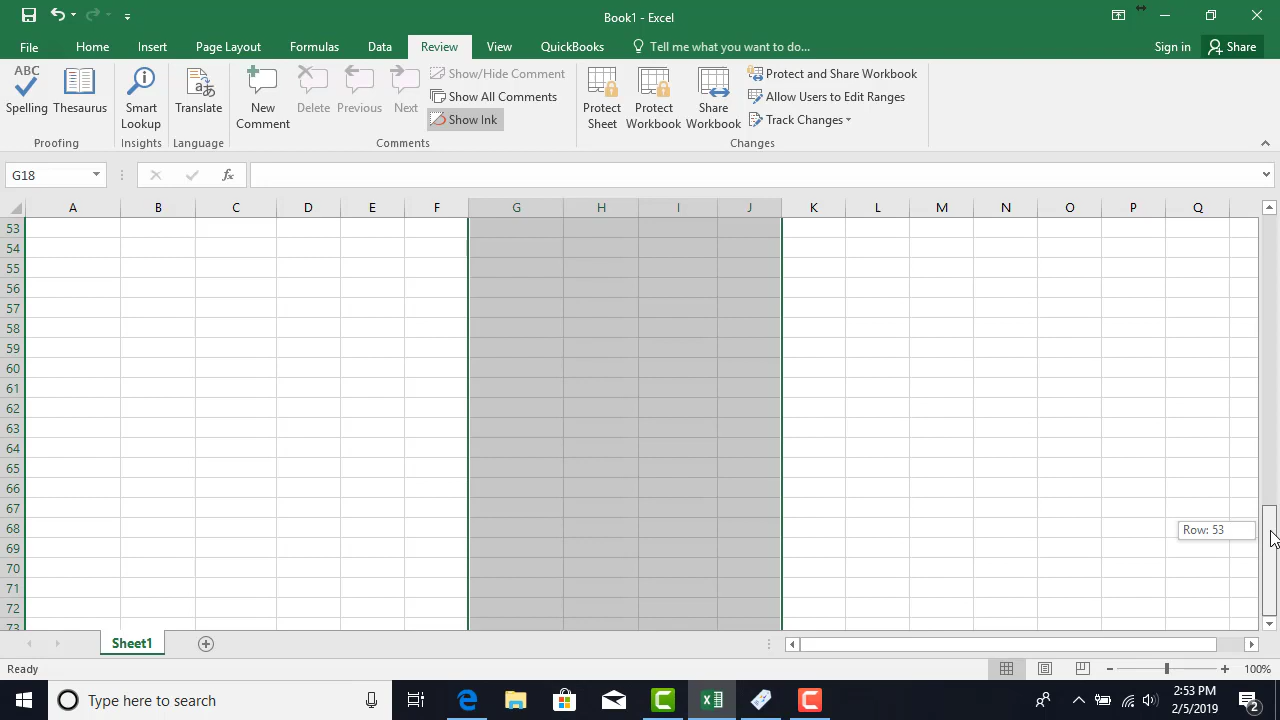 Book1 - Excel
File Home Insert Page Layout Formulas Data Review View QuickBooks Tell me what you want to do... Sign in Share
ABC
Spelling
Thesaurus
Proofing
Smart
Lookup
Insights
Translate
Language
New
Comment
Delete
Previous
Next
Show/Hide Comment
Show All Comments
Show Ink
Comments
Protect
Sheet
Protect
Workbook
Share
Workbook
Protect and Share Workbook
Allow Users to Edit Ranges
Track Changes
Changes
G18
fx
A B C D E F G H I J K L M N O P Q
53
54
55
56
57
58
59
60
61
62
63
64
65
66
67
68
Row: 53
69
70
71
72
73
Sheet1
Ready
100%
Type here to search
2:53 PM
2/5/2019
2